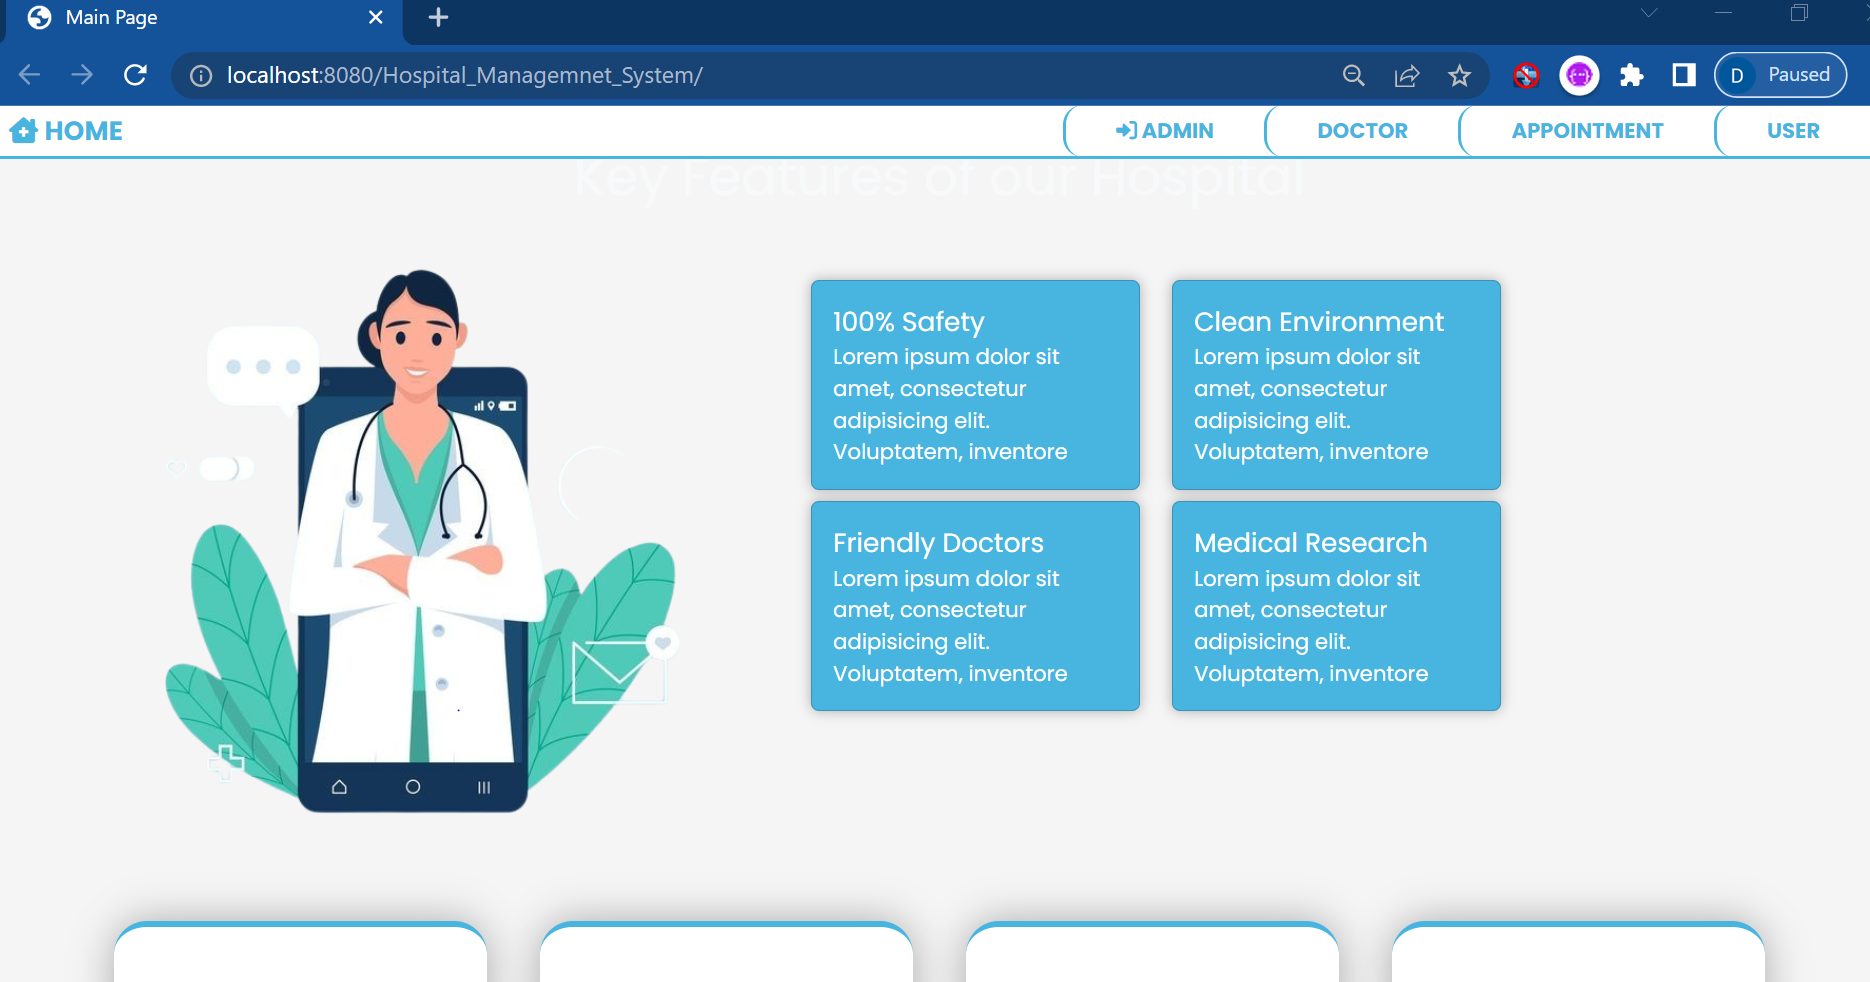 Main Page
localhost:8080/Hospital_Managemnet_System/
D Paused
HOME
ADMIN
DOCTOR
APPOINTMENT
USER
Key Features of our Hospital
100% Safety
Lorem ipsum dolor sit
amet, consectetur
adipisicing elit.
Voluptatem, inventore
Clean Environment
Lorem ipsum dolor sit
amet, consectetur
adipisicing elit.
Voluptatem, inventore
Friendly Doctors
Lorem ipsum dolor sit
amet, consectetur
adipisicing elit.
Voluptatem, inventore
Medical Research
Lorem ipsum dolor sit
amet, consectetur
adipisicing elit.
Voluptatem, inventore